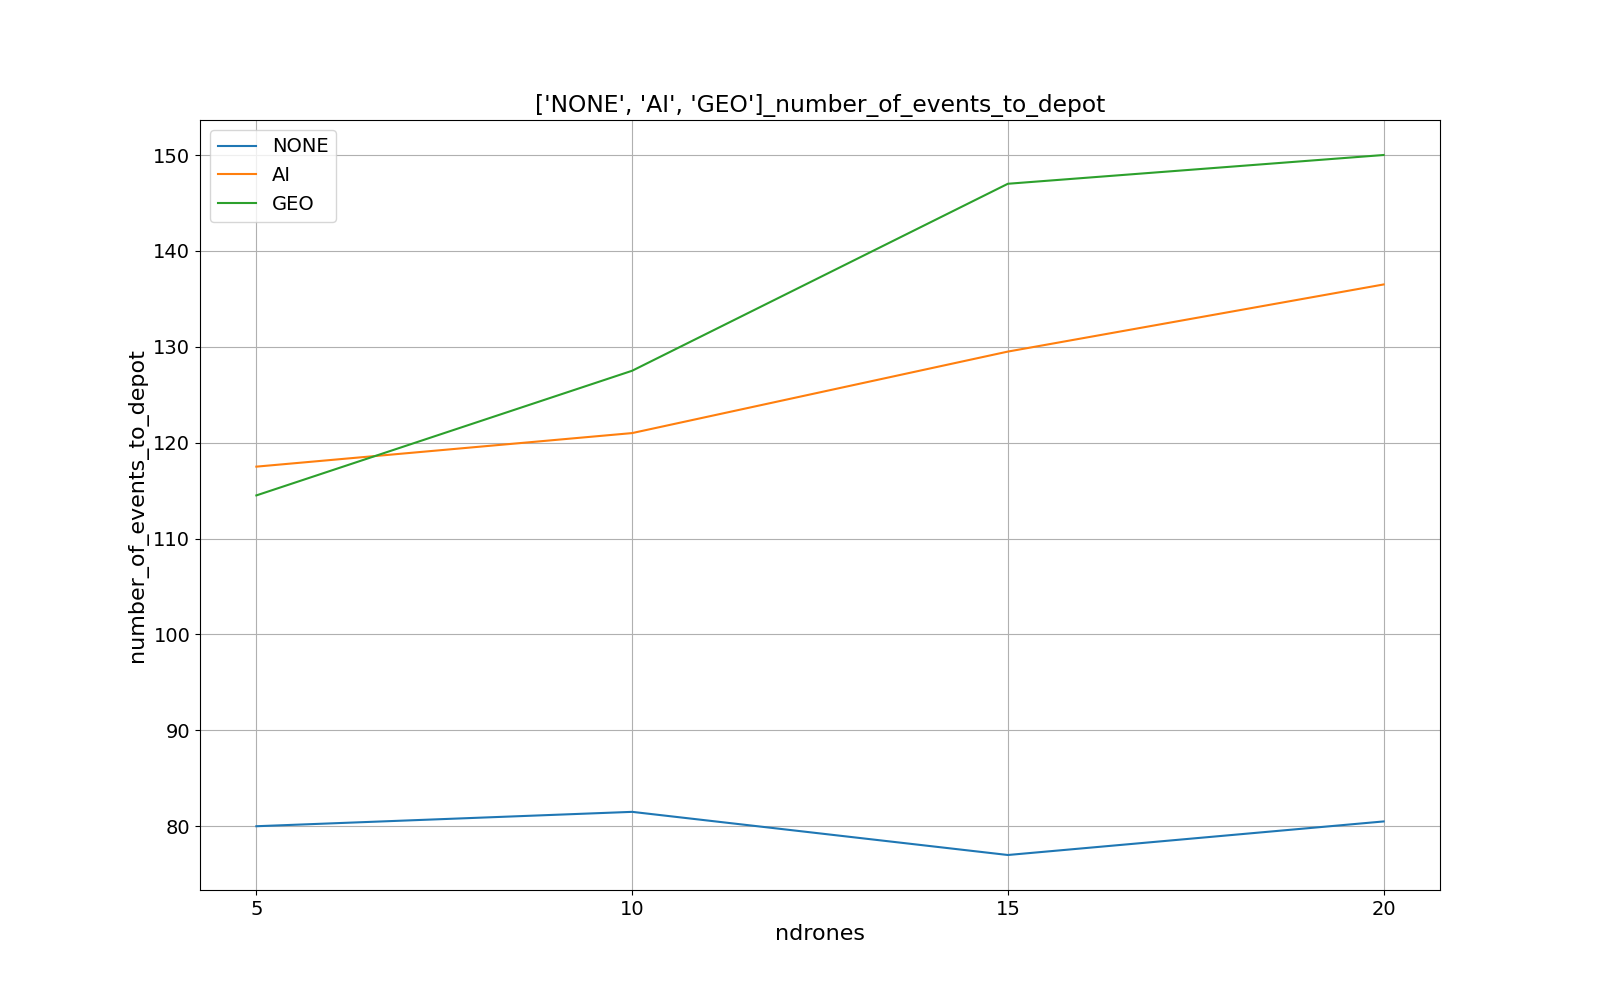 ['NONE', 'AI', 'GEO']_number_of_events_to_depot
NONE
AI
GEO
150
140
130
120
110
100
90
80
number_of_events_to_depot
5
10
15
20
ndrones